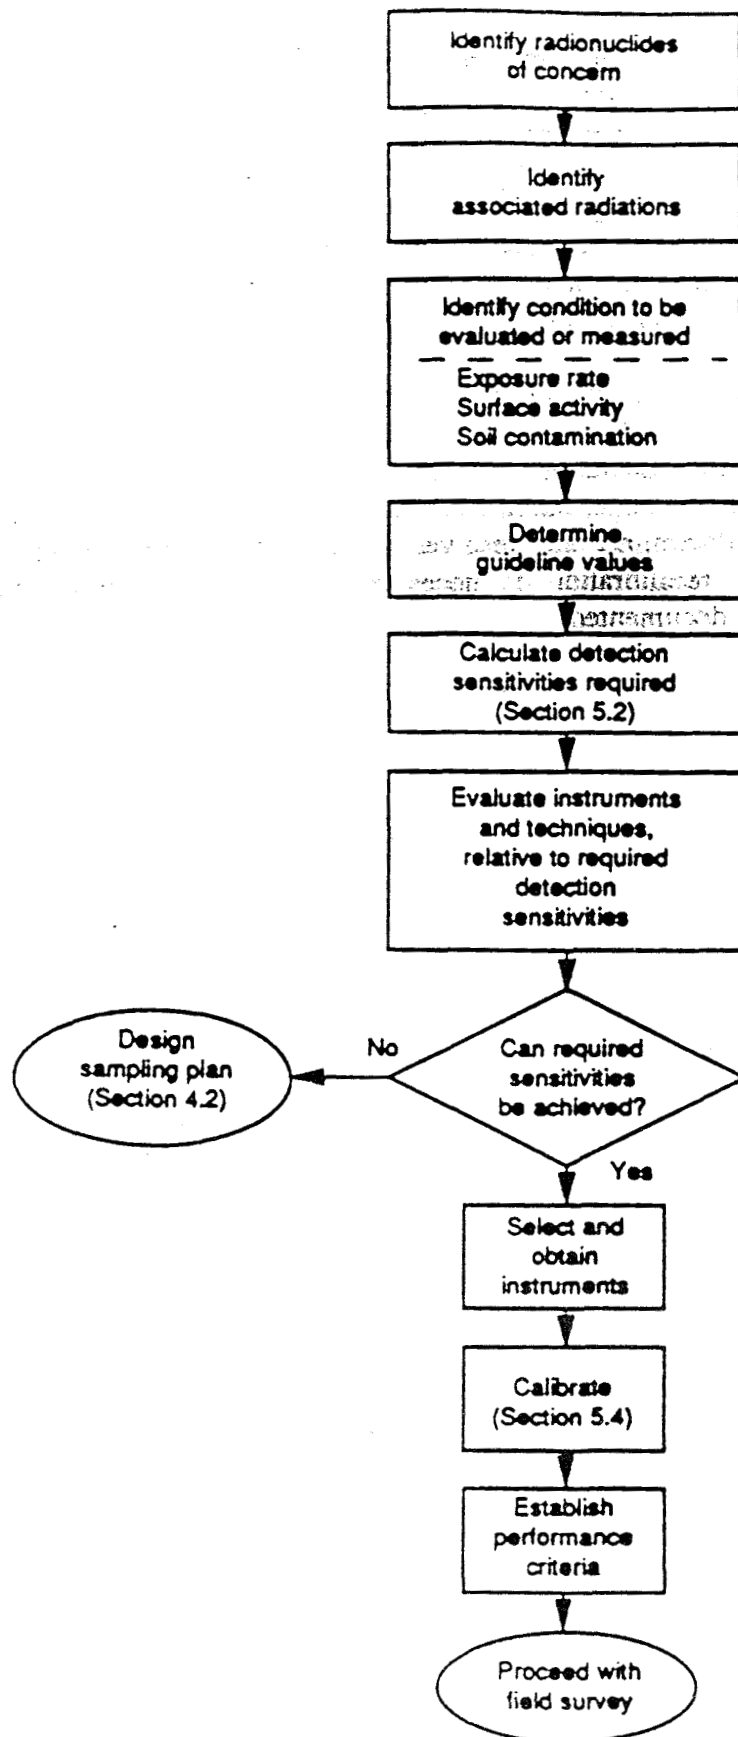 Identify radionuclides
of concern
Identify
associated radiations
Identify condition to be
evaluated or measured
Exposure rate
Surface activity
Soil contamination
Determine
guideline values
Calculate detection
sensitivities required
(Section 5.2)
Evaluate instruments
and techniques,
relative to required
detection
sensitivities
Can required
sensitivities
be achieved?
No
Design
sampling plan
(Section 4.2)
Yes
Select and
obtain
instruments
Calibrate
(Section 5.4)
Establish
performance
criteria
Proceed with
field survey